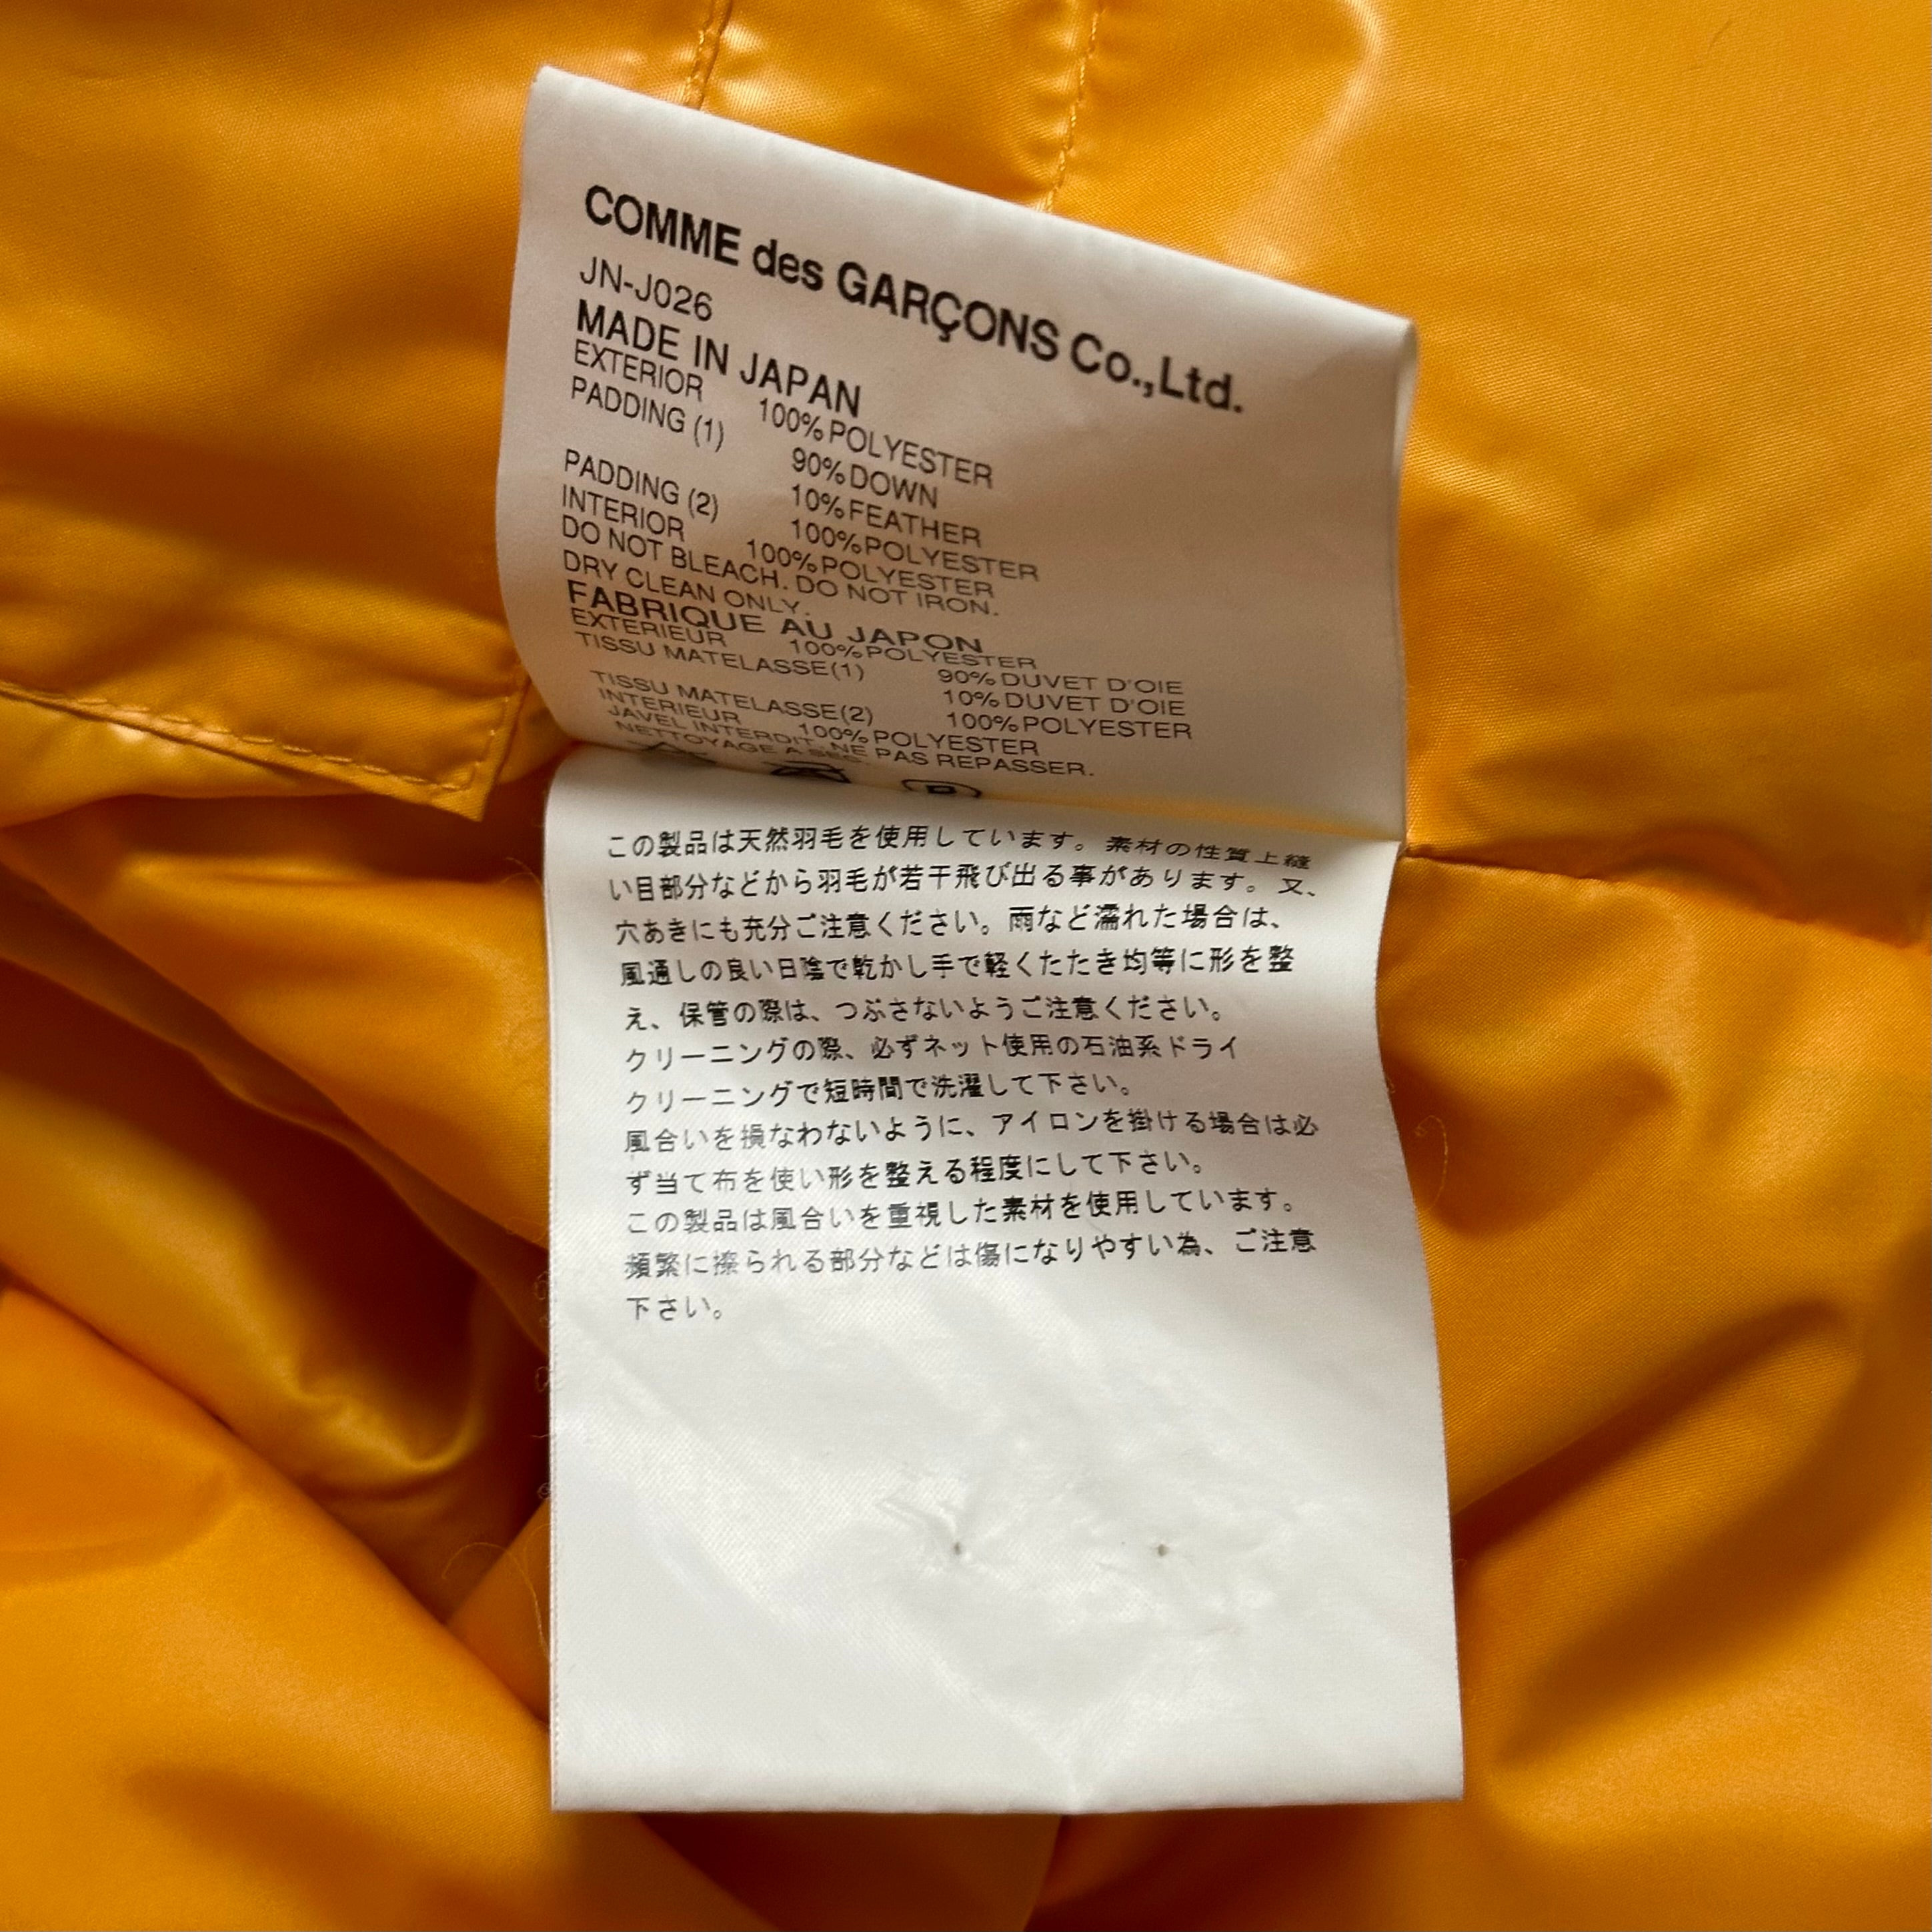 COMME des GARÇONS Co.,Ltd.
JN-J026
MADE IN JAPAN
EXTERIOR 100%POLYESTER
PADDING (1) 90%DOWN
10%FEATHER
PADDING (2) 100%POLYESTER
INTERIOR 100%POLYESTER
DO NOT BLEACH. DO NOT IRON.
DRY CLEAN ONLY.
FABRIQUE AU JAPON
EXTERIEUR 100%POLYESTER
TISSU MATELASSE(1) 90%DUVET D'OIE
10%DUVET D'OIE
TISSU MATELASSE(2) 100%POLYESTER
INTERIEUR 100%POLYESTER
JAVEL INTERDIT. NE PAS REPASSER.
NETTOYAGE A SEC.
P
この製品は天然羽毛を使用しています。素材の性質上縫
い目部分などから羽毛が若干飛び出る事があります。又、
穴あきにも充分ご注意ください。雨など濡れた場合は、
風通しの良い日陰で乾かし手で軽くたたき均等に形を整
え、保管の際は、つぶさないようご注意ください。
クリーニングの際、必ずネット使用の石油系ドライ
クリーニングで短時間で洗濯して下さい。
風合いを損なわないように、アイロンを掛ける場合は必
ず当て布を使い形を整える程度にして下さい。
この製品は風合いを重視した素材を使用しています。
頻繁に擦られる部分などは傷になりやすい為、ご注意
下さい。